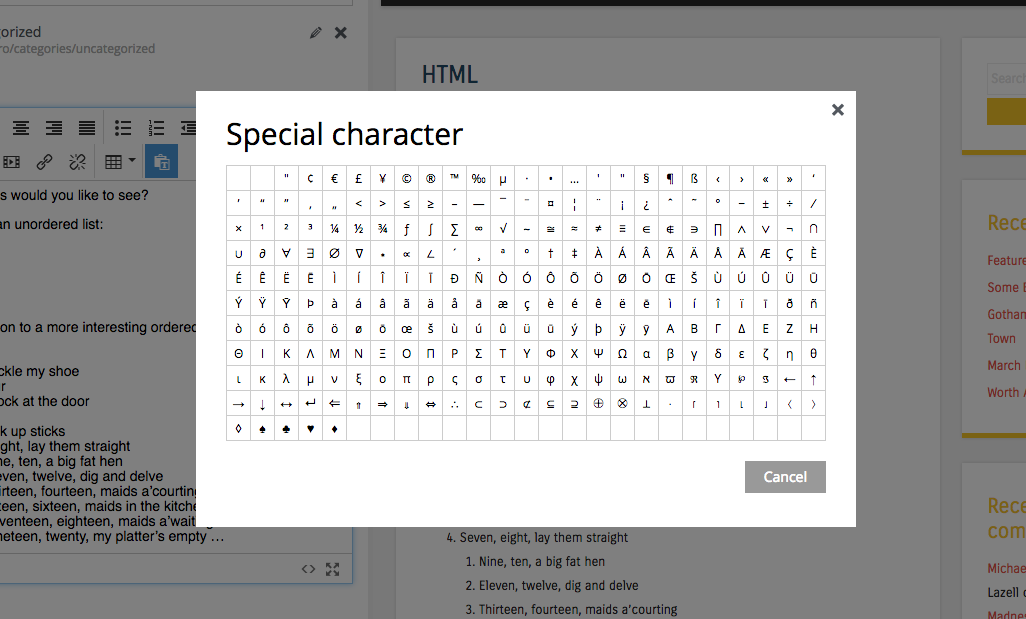 orized
ro/categories/uncategorized
HTML
Search
s would you like to see?
an unordered list:
on to a more interesting ordered
ckle my shoe
r
ock at the door
k up sticks
ght, lay them straight
ne, ten, a big fat hen
even, twelve, dig and delve
irteen, fourteen, maids a'courting
teen, sixteen, maids in the kitche
venteen, eighteen, maids a'wait
neteen, twenty, my platter's empty ...
Special character
" ¢ € £ ¥ © ® ™ ‰ µ · • … ' " § ¶ ß ‹ › « » ‘
’ “ ” ‚ „ < > ≤ ≥ – — ¯ ‾ ¤ ¦ ¨ ¡ ¿ ˆ ˜ ° − ± ÷ ⁄
× ¹ ² ³ ¼ ½ ¾ ƒ ∫ ∑ ∞ √ ∼ ≅ ≈ ≠ ≡ ∈ ∉ ∋ ∏ ∧ ∨ ¬ ∩
∪ ∂ ∀ ∃ ∅ ∇ ∗ ∝ ∠ ´ ¸ ª º † ‡ À Á Â Ã Ä Å Ā Æ Ç È
É Ê Ë Ē Ì Í Î Ï Ī Ð Ñ Ò Ó Ô Õ Ö Ø Ō Œ Š Ù Ú Û Ü Ū
Ý Ÿ Ȳ Þ à á â ã ä å ā æ ç è é ê ë ē ì í î ï ī ð ñ
ò ó ô õ ö ø ō œ š ù ú û ü ū ý þ ÿ ȳ Α Β Γ Δ Ε Ζ Η
Θ Ι Κ Λ Μ Ν Ξ Ο Π Ρ Σ Τ Υ Φ Χ Ψ Ω α β γ δ ε ζ η θ
ι κ λ μ ν ξ ο π ρ ς σ τ υ φ χ ψ ω ℵ ϖ ℜ ϒ ℘ ℑ ← ↑
→ ↓ ↔ ↵ ⇐ ⇑ ⇒ ⇓ ⇔ ∴ ⊂ ⊃ ⊄ ⊆ ⊇ ⊕ ⊗ ⊥ ⋅ ⌈ ⌉ ⌊ ⌋ 〈 〉
◊ ♠ ♣ ♥ ♦
Cancel
4. Seven, eight, lay them straight
1. Nine, ten, a big fat hen
2. Eleven, twelve, dig and delve
3. Thirteen, fourteen, maids a'courting
Rece
Feature
Some B
Gotham
Town
March
Worth A
Rece
com
Michae
Lazell o
Madnes